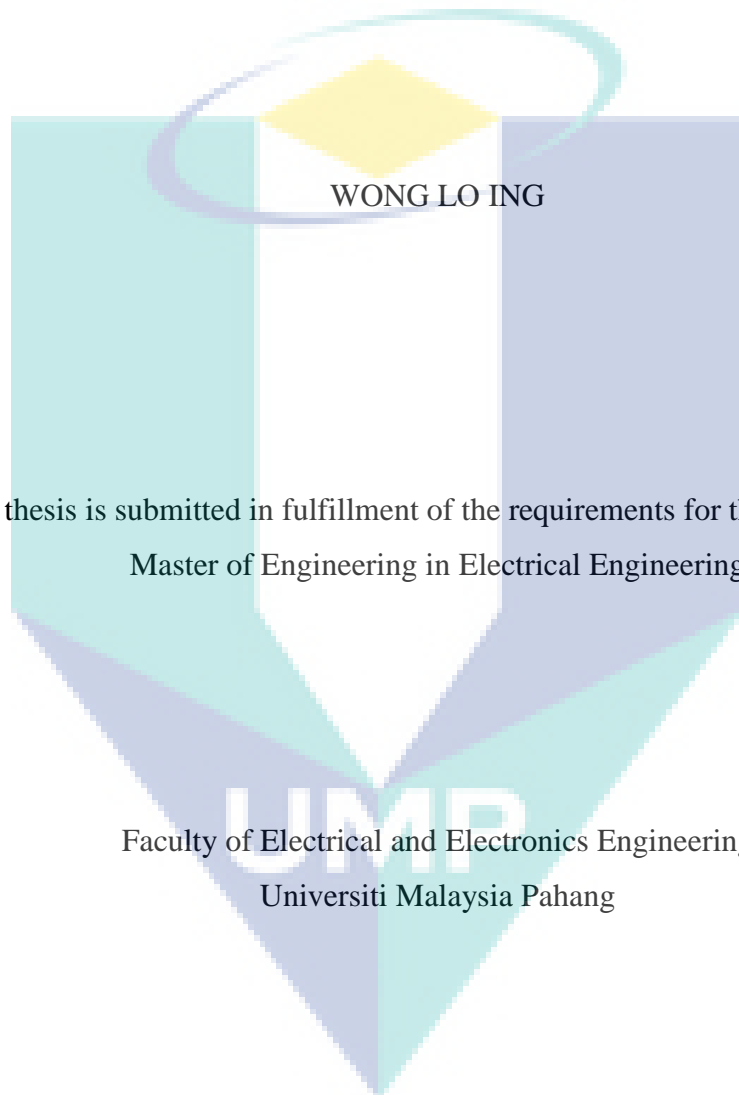 WONG LO ING
thesis is submitted in fulfillment of the requirements for
Master of Engineering in Electrical Engineering
UMP
Faculty of Electrical and Electronics Engineering
Universiti Malaysia Pahang